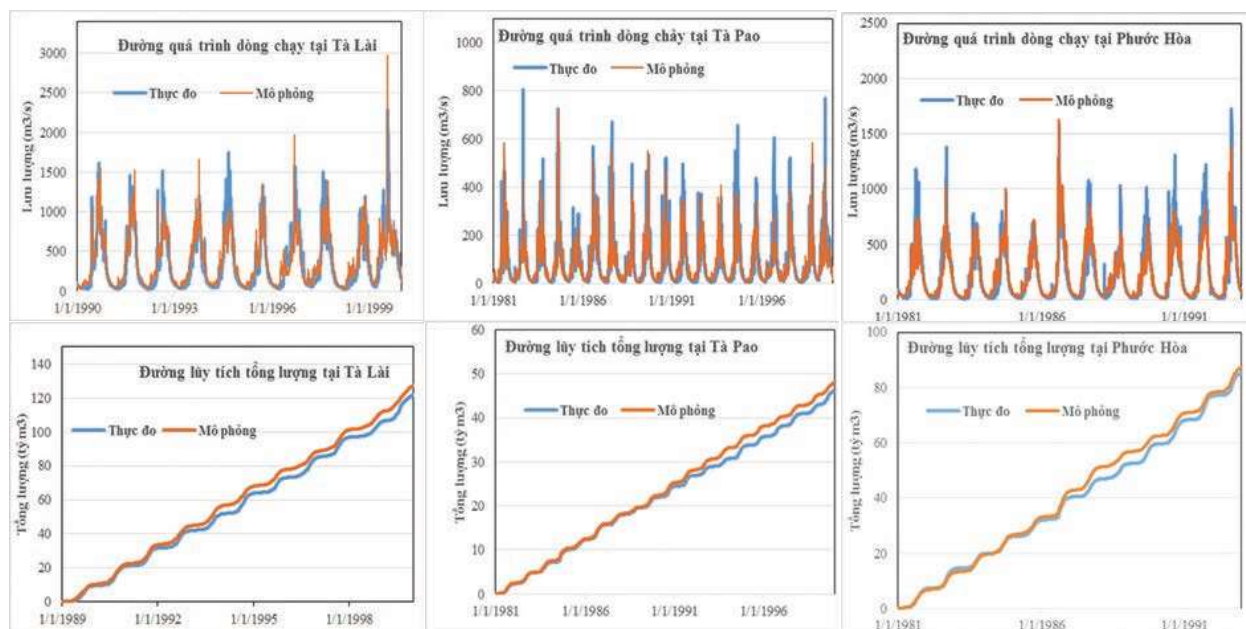 Đường quá trình dòng chạy tại Tà Lài
Thực đo
Mô phỏng
Lưu lượng (m3/s)
3000
2500
2000
1500
1000
500
0
1/1/1990
1/1/1993
1/1/1996
1/1/1999
Đường quá trình dòng chảy tại Tà Pao
Thực đo
Mô phỏng
Lưu lượng (m3/s)
1000
800
600
400
200
0
1/1/1981
1/1/1986
1/1/1991
1/1/1996
Đường quá trình dòng chạy tại Phước Hòa
Thực đo
Mô phỏng
Lưu lượng (m3/s)
2500
2000
1500
1000
500
0
1/1/1981
1/1/1986
1/1/1991
Đường lũy tích tổng lượng tại Tà Lài
Thực đo
Mô phỏng
Tổng lượng (tỷ m3)
140
120
100
80
60
40
20
0
1/1/1989
1/1/1992
1/1/1995
1/1/1998
Đường lũy tích tổng lượng tại Tà Pao
Thực đo
Mô phỏng
Tổng lượng (tỷ m3)
60
50
40
30
20
10
0
1/1/1981
1/1/1986
1/1/1991
1/1/1996
Đường lũy tích tổng lượng tại Phước Hòa
Thực đo
Mô phỏng
Tổng lượng (tỷ m3)
100
80
60
40
20
0
1/1/1981
1/1/1986
1/1/1991